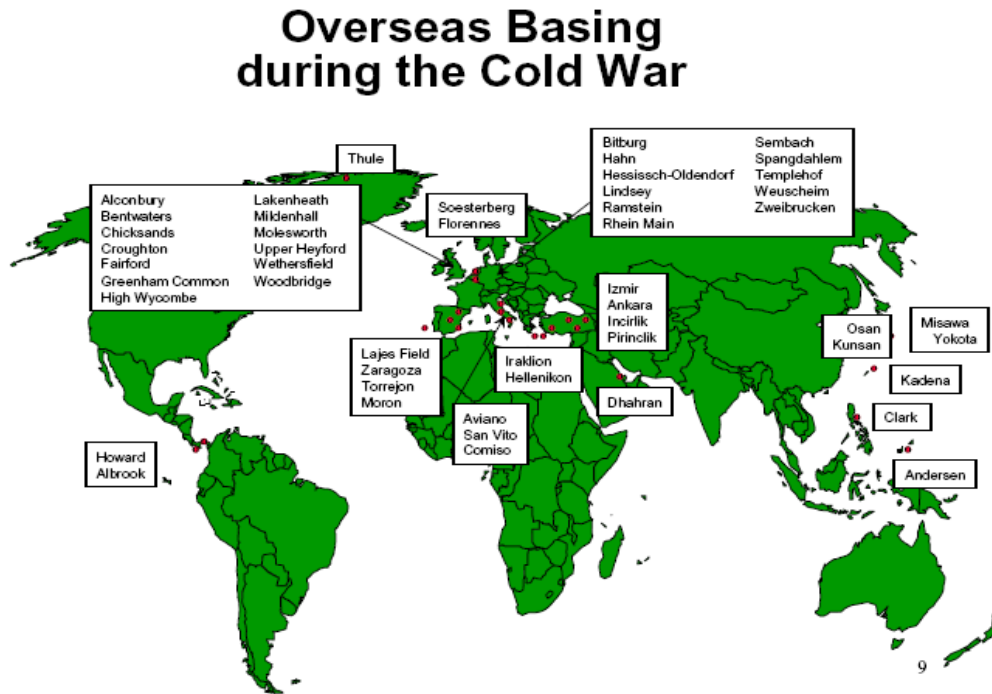 Overseas Basing
during the Cold War
Thule
Alconbury
Bentwaters
Chicksands
Croughton
Fairford
Greenham Common
High Wycombe
Lakenheath
Mildenhall
Molesworth
Upper Heyford
Wethersfield
Woodbridge
Soesterberg
Florennes
Bitburg
Hahn
Hessissch-Oldendorf
Lindsey
Ramstein
Rhein Main
Sembach
Spangdahlem
Templehof
Weuscheim
Zweibrucken
Izmir
Ankara
Incirlik
Pirinclik
Osan
Kunsan
Misawa
Yokota
Lajes Field
Zaragoza
Torrejon
Moron
Iraklion
Hellenikon
Dhahran
Kadena
Aviano
San Vito
Comiso
Clark
Howard
Albrook
Andersen
9